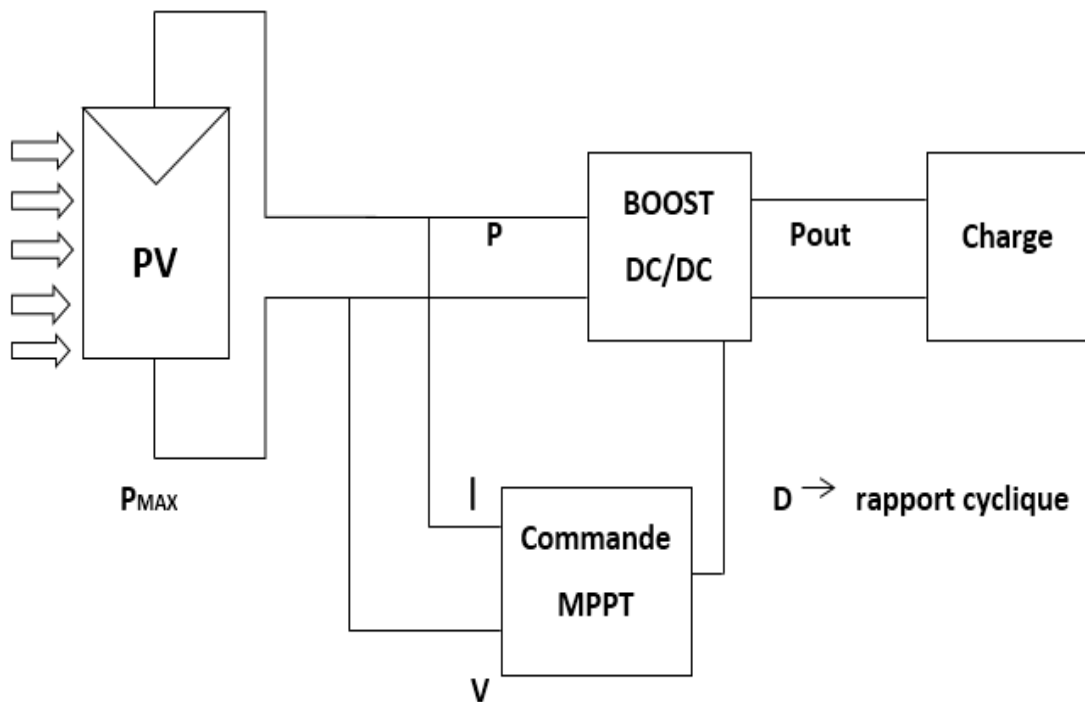 PV
P
BOOST
DC/DC
Pout
Charge
PMAX
I
Commande
MPPT
V
D → rapport cyclique